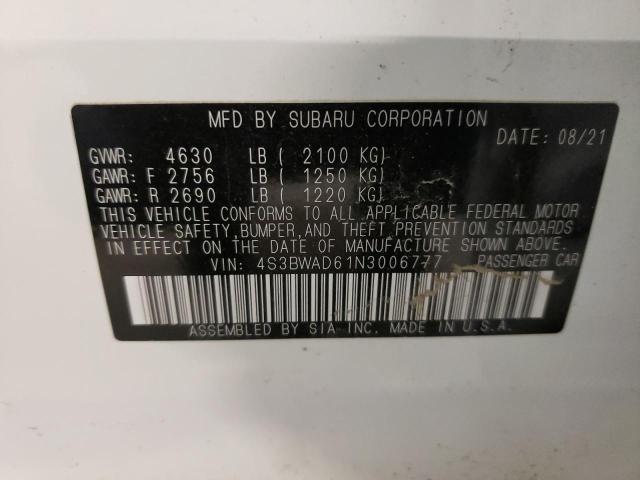 MFD BY SUBARU CORPORATION
DATE: 08/21
GVWR: 4630 LB ( 2100 KG)
GAWR: F 2756 LB ( 1250 KG)
GAWR: R 2690 LB ( 1220 KG)
THIS VEHICLE CONFORMS TO ALL APPLICABLE FEDERAL MOTOR
VEHICLE SAFETY, BUMPER, AND THEFT PREVENTION STANDARDS
IN EFFECT ON THE DATE OF MANUFACTURE SHOWN ABOVE.
VIN: 4S3BWAD61N3006777 PASSENGER CAR
ASSEMBLED BY SIA INC. MADE IN U.S.A.